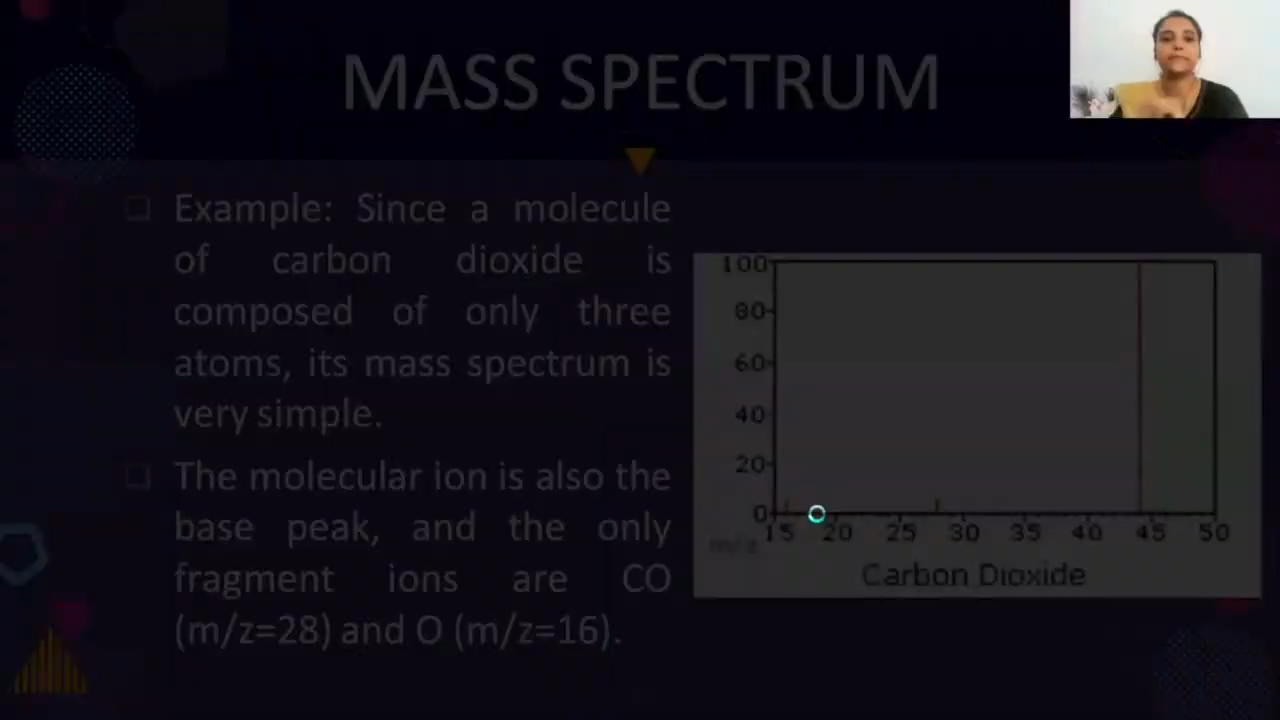 MASS SPECTRUM
Example: Since a molecule
of carbon dioxide is
composed of only three
atoms, its mass spectrum is
very simple.
The molecular ion is also the
base peak, and the only
fragment ions are CO
(m/z=28) and O (m/z=16).
100
80
60
40
20
0
15 20 25 30 35 40 45 50
m/z
Carbon Dioxide